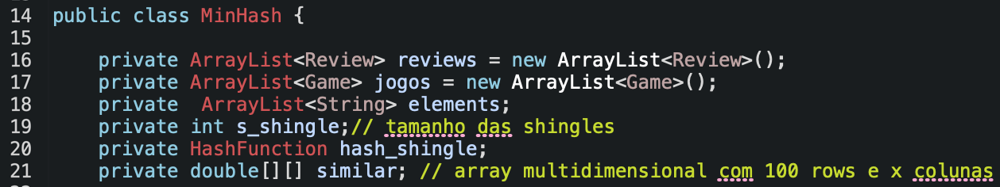 14 public class MinHash {
15
16 private ArrayList<Review> reviews = new ArrayList<Review>();
17 private ArrayList<Game> jogos = new ArrayList<Game>();
18 private  ArrayList<String> elements;
19 private int s_shingle;// tamanho das shingles
20 private HashFunction hash_shingle;
21 private double[][] similar; // array multidimensional com 100 rows e x colunas